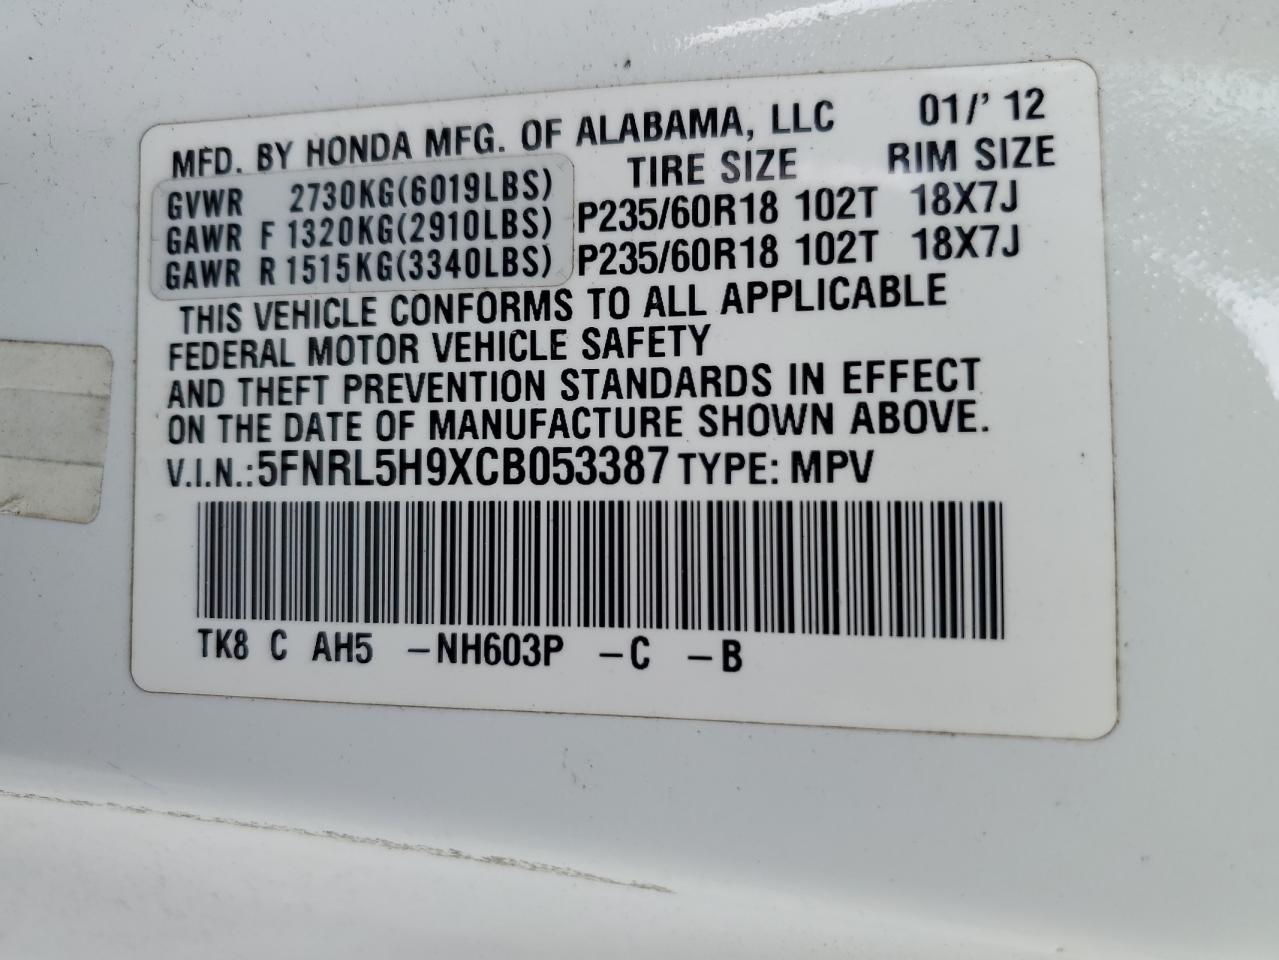 MFD. BY HONDA MFG. OF ALABAMA, LLC 01/'12
TIRE SIZE RIM SIZE
GVWR 2730KG(6019LBS)
GAWR F 1320KG(2910LBS) P235/60R18 102T 18X7J
GAWR R 1515KG(3340LBS) P235/60R18 102T 18X7J
THIS VEHICLE CONFORMS TO ALL APPLICABLE
FEDERAL MOTOR VEHICLE SAFETY
AND THEFT PREVENTION STANDARDS IN EFFECT
ON THE DATE OF MANUFACTURE SHOWN ABOVE.
V.I.N.:5FNRL5H9XCB053387 TYPE: MPV
TK8 C AH5 -NH603P -C -B